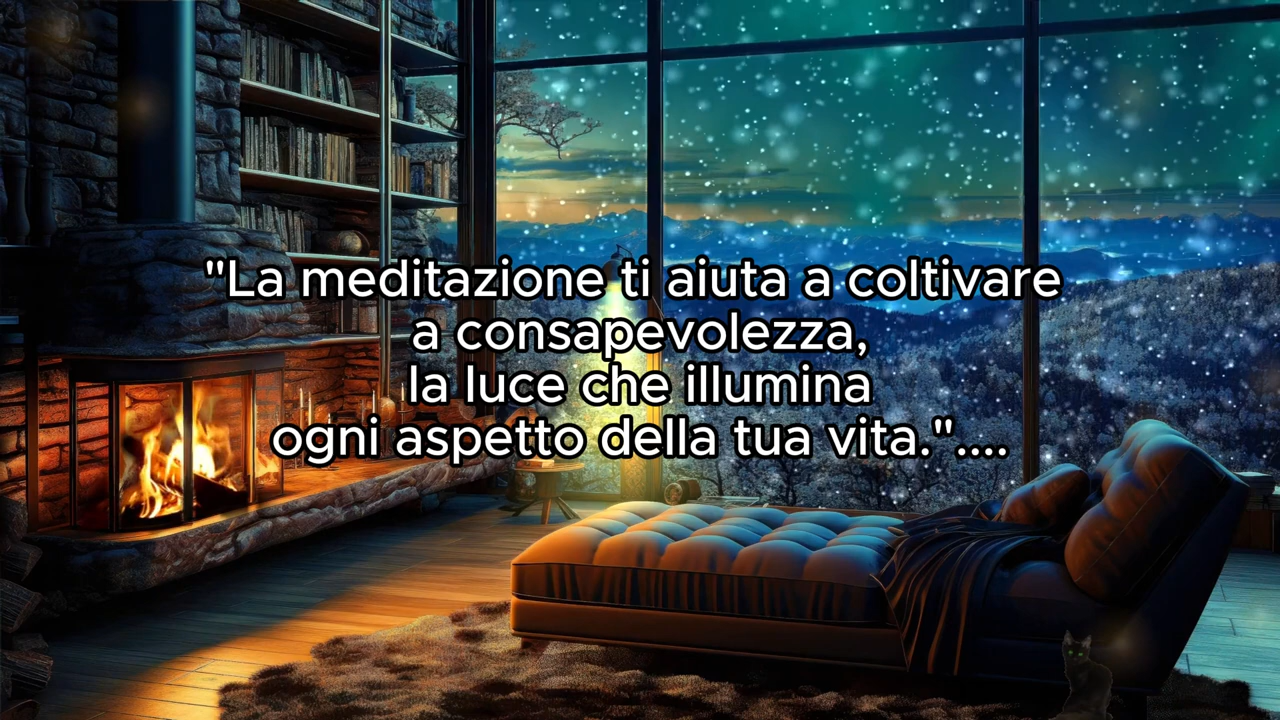 "La meditazione ti aiuta a coltivare
a consapevolezza,
la luce che illumina
ogni aspetto della tua vita."....